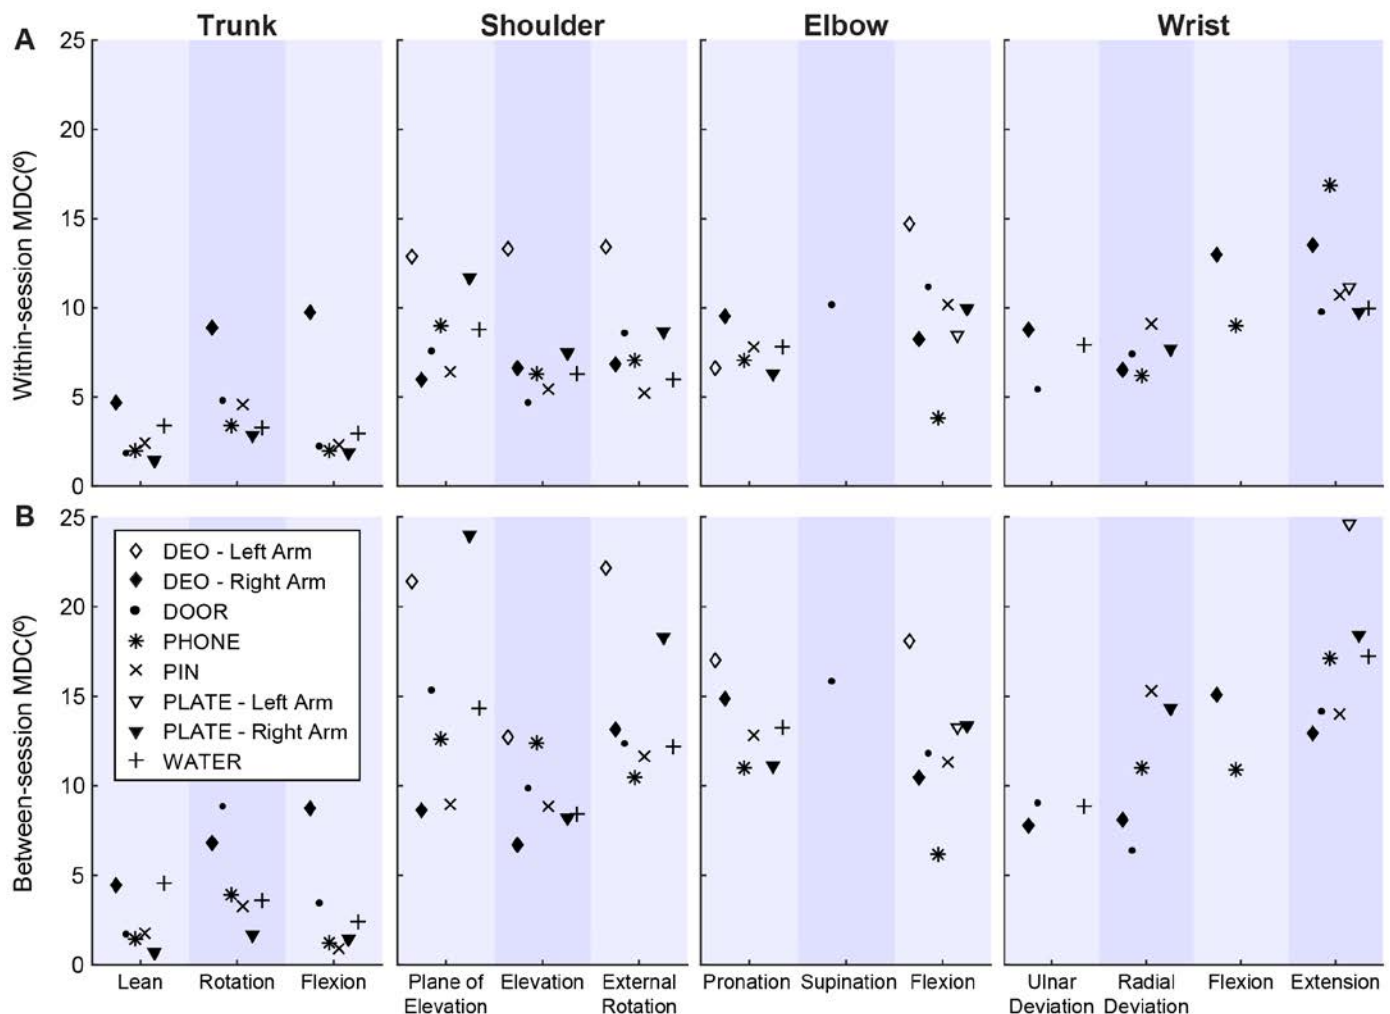 Trunk Shoulder Elbow Wrist
A
Within-session MDC(º)
25
20
15
10
5
0
B
Between-session MDC(º)
25
20
15
10
5
0
DEO - Left Arm
DEO - Right Arm
DOOR
PHONE
PIN
PLATE - Left Arm
PLATE - Right Arm
WATER
Lean Rotation Flexion Plane of Elevation External Pronation Supination Flexion Ulnar Radial Flexion Extension
Elevation Rotation Deviation Deviation